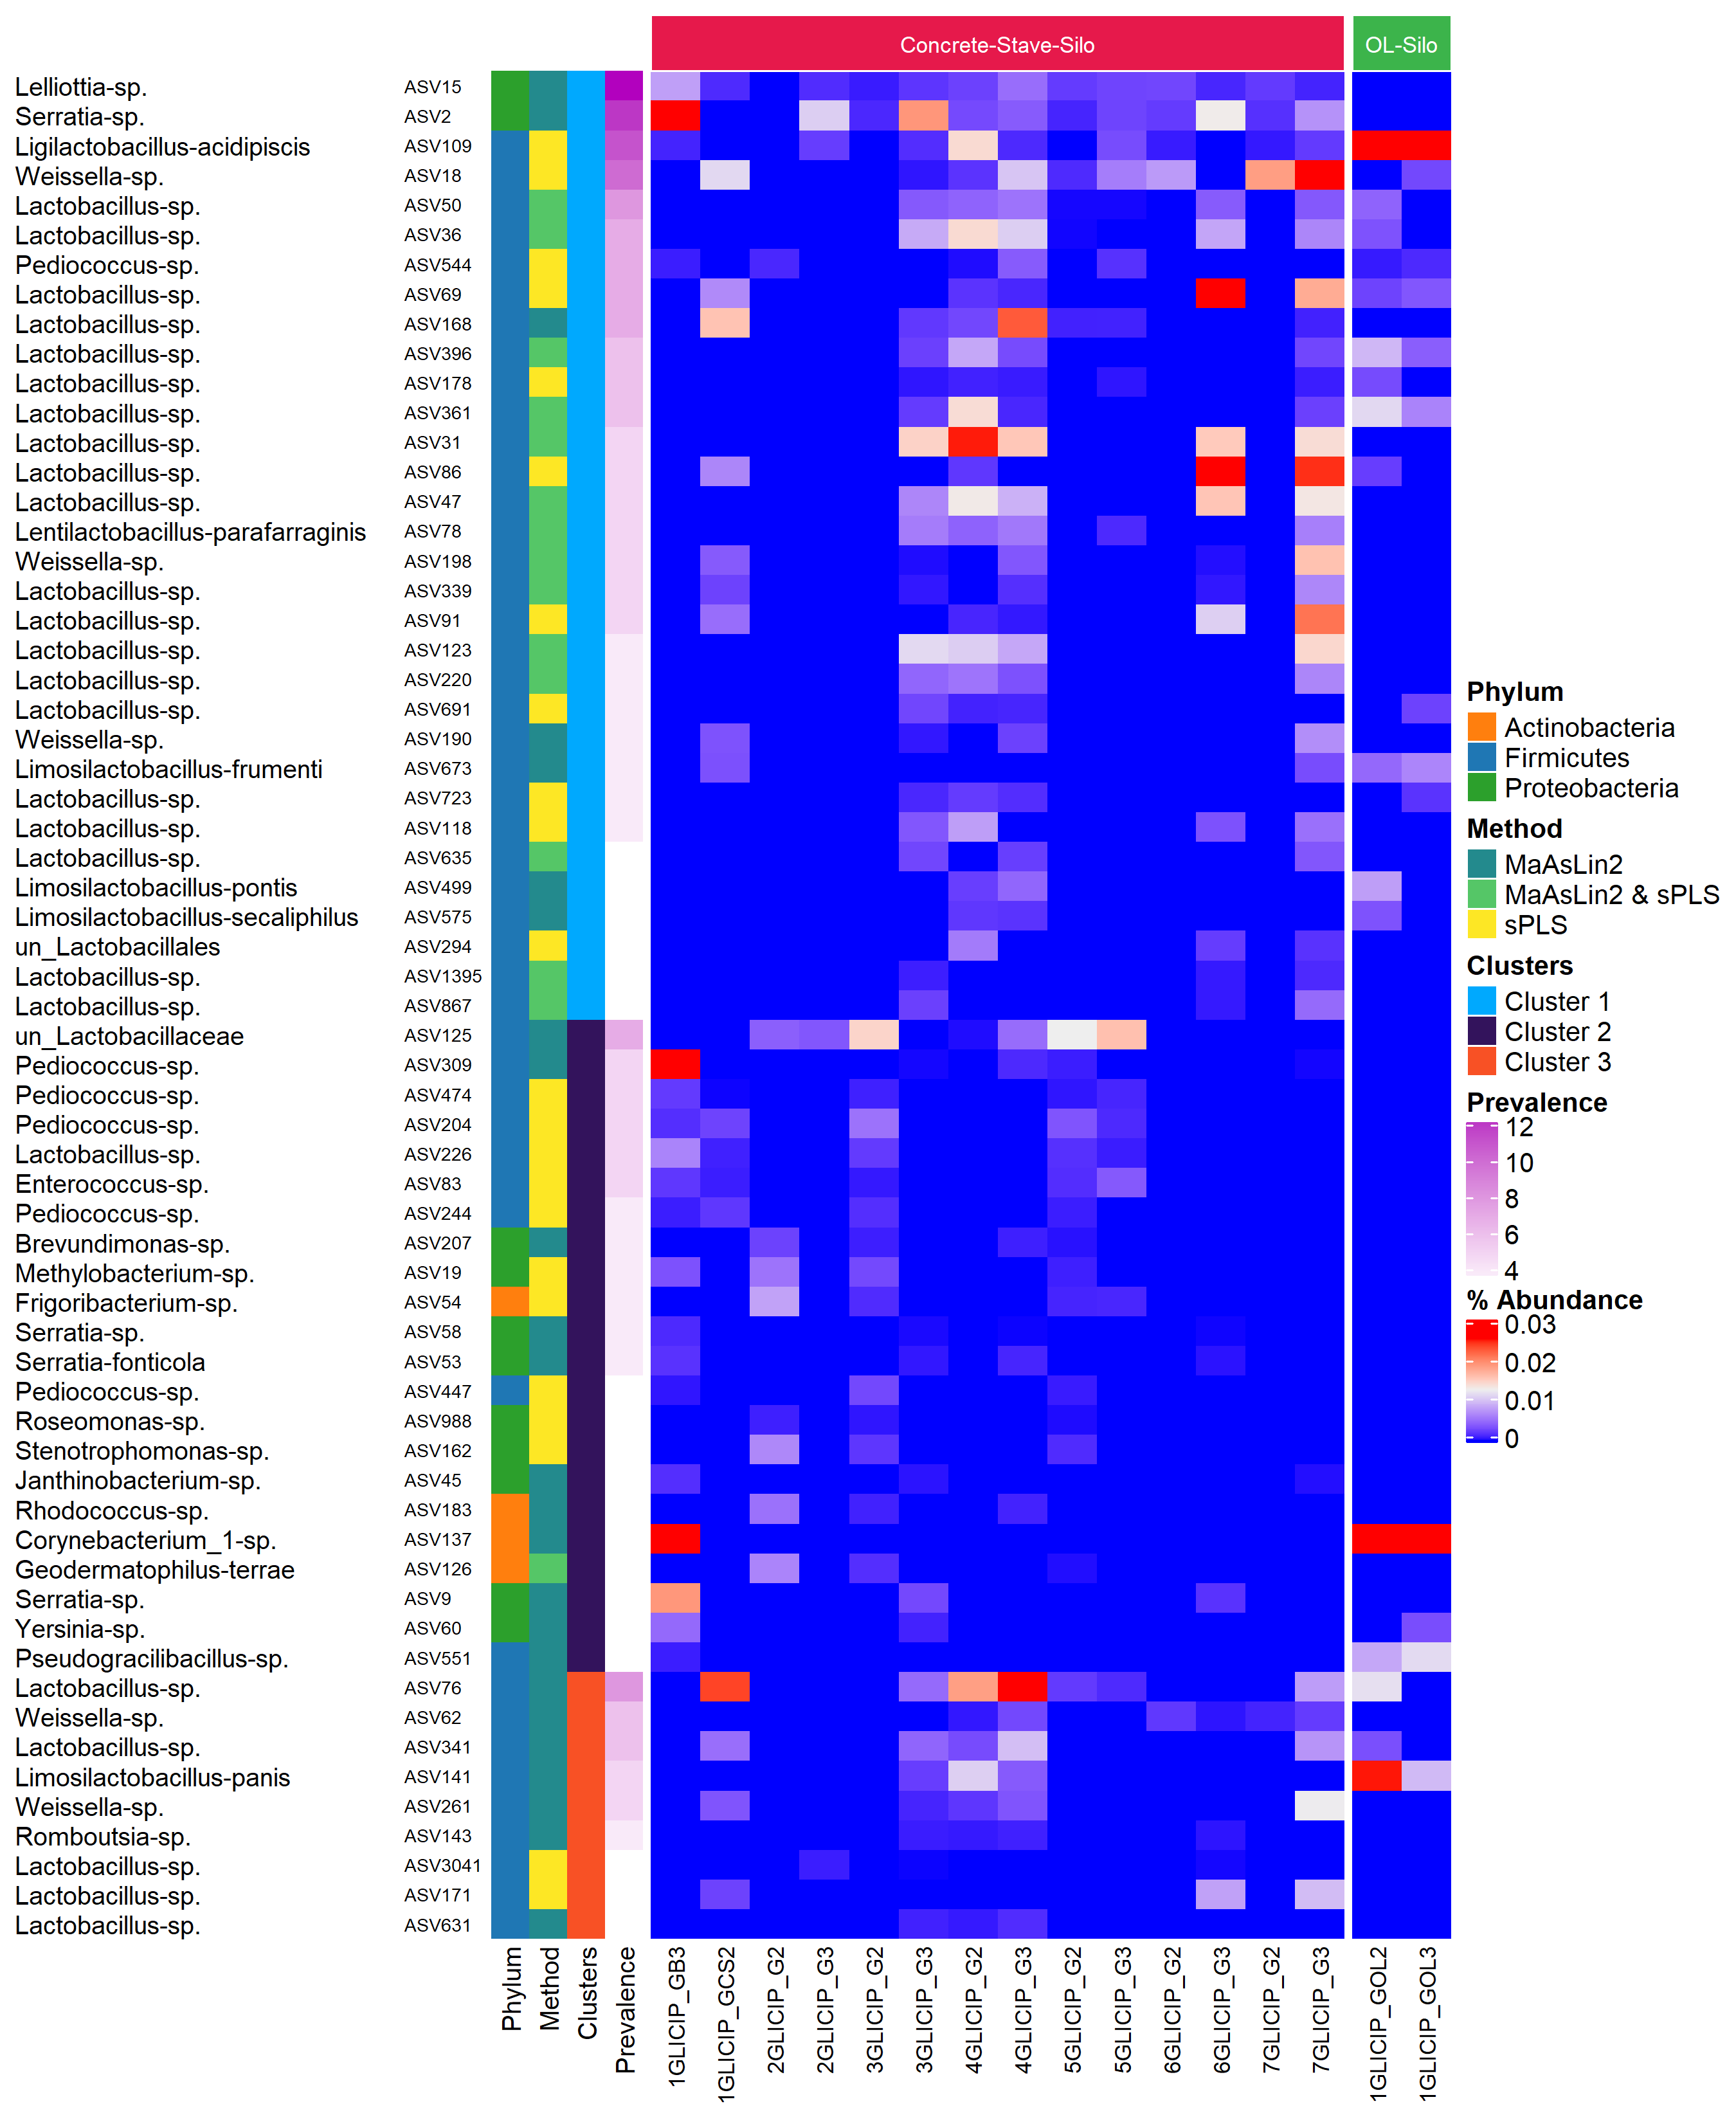 Concrete-Stave-Silo OL-Silo
Lelliottia-sp. ASV15
Serratia-sp. ASV2
Ligilactobacillus-acidipiscis ASV109
Weissella-sp. ASV18
Lactobacillus-sp. ASV50
Lactobacillus-sp. ASV36
Pediococcus-sp. ASV544
Lactobacillus-sp. ASV69
Lactobacillus-sp. ASV168
Lactobacillus-sp. ASV396
Lactobacillus-sp. ASV178
Lactobacillus-sp. ASV361
Lactobacillus-sp. ASV31
Lactobacillus-sp. ASV86
Lactobacillus-sp. ASV47
Lentilactobacillus-parafarraginis ASV78
Weissella-sp. ASV198
Lactobacillus-sp. ASV339
Lactobacillus-sp. ASV91
Lactobacillus-sp. ASV123
Lactobacillus-sp. ASV220
Lactobacillus-sp. ASV691
Weissella-sp. ASV190
Limosilactobacillus-frumenti ASV673
Lactobacillus-sp. ASV723
Lactobacillus-sp. ASV118
Lactobacillus-sp. ASV635
Limosilactobacillus-pontis ASV499
Limosilactobacillus-secaliphilus ASV575
un_Lactobacillales ASV294
Lactobacillus-sp. ASV1395
Lactobacillus-sp. ASV867
un_Lactobacillaceae ASV125
Pediococcus-sp. ASV309
Pediococcus-sp. ASV474
Pediococcus-sp. ASV204
Lactobacillus-sp. ASV226
Enterococcus-sp. ASV83
Pediococcus-sp. ASV244
Brevundimonas-sp. ASV207
Methylobacterium-sp. ASV19
Frigoribacterium-sp. ASV54
Serratia-sp. ASV58
Serratia-fonticola ASV53
Pediococcus-sp. ASV447
Roseomonas-sp. ASV988
Stenotrophomonas-sp. ASV162
Janthinobacterium-sp. ASV45
Rhodococcus-sp. ASV183
Corynebacterium_1-sp. ASV137
Geodermatophilus-terrae ASV126
Serratia-sp. ASV9
Yersinia-sp. ASV60
Pseudogracilibacillus-sp. ASV551
Lactobacillus-sp. ASV76
Weissella-sp. ASV62
Lactobacillus-sp. ASV341
Limosilactobacillus-panis ASV141
Weissella-sp. ASV261
Romboutsia-sp. ASV143
Lactobacillus-sp. ASV3041
Lactobacillus-sp. ASV171
Lactobacillus-sp. ASV631
Phylum
Method
Clusters
Prevalence
1GLICIP_GB3
1GLICIP_GCS2
2GLICIP_G2
2GLICIP_G3
3GLICIP_G2
3GLICIP_G3
4GLICIP_G2
4GLICIP_G3
5GLICIP_G2
5GLICIP_G3
6GLICIP_G2
6GLICIP_G3
7GLICIP_G2
7GLICIP_G3
1GLICIP_GOL2
1GLICIP_GOL3
Phylum
Actinobacteria
Firmicutes
Proteobacteria
Method
MaAsLin2
MaAsLin2 & sPLS
sPLS
Clusters
Cluster 1
Cluster 2
Cluster 3
Prevalence
12
10
8
6
4
% Abundance
0.03
0.02
0.01
0